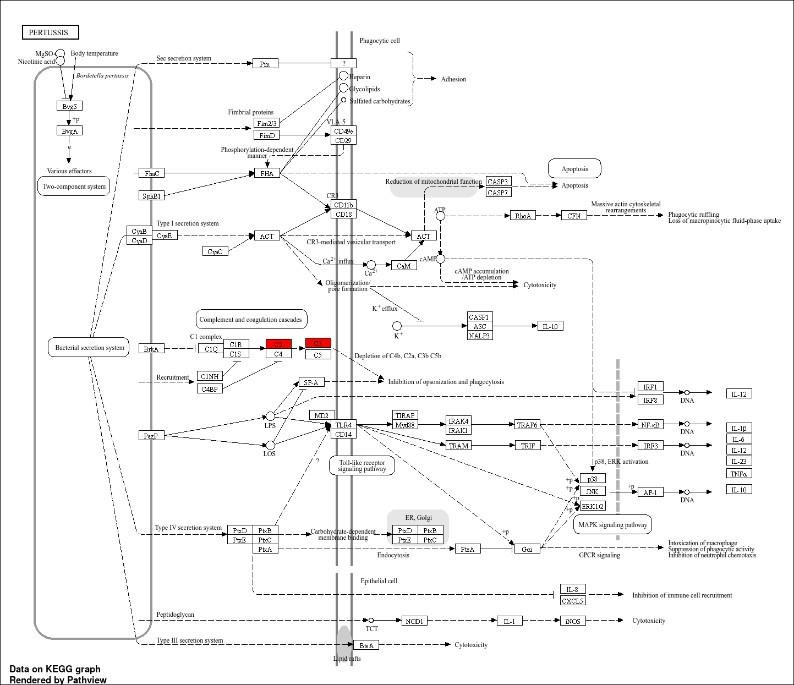 PERTUSSIS
MgSO4
Nicotinic acid
Body temperature
Bordetella pertussis
BvgS
+P
BvgA
Various effectors
Two-component system
Bacterial secretion system
Sec secretion system
Ptx
?
Phagocytic cell
Heparin
Glycolipids
Sulfated carbohydrates
Adhesion
Fimbrial proteins
Fim2/3
FimD
VLA-5
CD49e
CD29
Phosphorylation-dependent
manner
FimC
FHA
SphB1
CR3
CD11b
CD18
Reduction of mitochondrial function
CASP3
CASP7
Apoptosis
Apoptosis
Type I secretion system
CyaB
CyaD
CyaE
CyaC
ACT
CR3-mediated vesicular transport
ACT
ATP
RhoA
CFN
Massive actin cytoskeletal
rearrangements
Phagocytic ruffling
Loss of macropinocytic fluid-phase uptake
Ca2+ influx
Ca2+
CaM
cAMP
Oligomerization/
pore formation
cAMP accumulation
/ATP depletion
Cytotoxicity
K+ efflux
K+
CASP1
ASC
NALP3
Complement and coagulation cascades
C1 complex
BrkA
C1Q
C1R
C1S
C4
C5
Depletion of C4b, C2a, C3b C5b
Recruitment
C1NH
C4BP
SP-A
Inhibition of opsonization and phagocytosis
LPS
LOS
MD2
TLR4
CD14
TIRAP
MyD88
IRAK4
IRAK1
TRAF6
TRAM
TRIF
IRF1
IRF8
DNA
IL-12
NFκB
DNA
IRF3
DNA
IL-1β
IL-6
IL-12
IL-23
TNFα
IL-10
Toll-like receptor
signaling pathway
?
p38, ERK activation
+p
+p
+p
p38
JNK
ERK1/2
+p
AP-1
DNA
MAPK signaling pathway
Type IV secretion system
PtxD
PtxB
PtxE
PtxC
PtxA
Carbohydrate-dependent
membrane binding
ER, Golgi
PtxD
PtxB
PtxE
PtxC
Endocytosis
PtxA
+p
Gαi
GPCR signaling
Intoxication of macrophage
Suppression of phagocytic activity
Inhibition of neutrophil chemotaxis
Epithelial cell
IL-8
CXCL5
Inhibition of immune cell recruitment
Peptidoglycan
TCT
NOD1
IL-1
iNOS
Cytotoxicity
Type III secretion system
BteA
Cytotoxicity
Lipid rafts
Data on KEGG graph
Rendered by Pathview